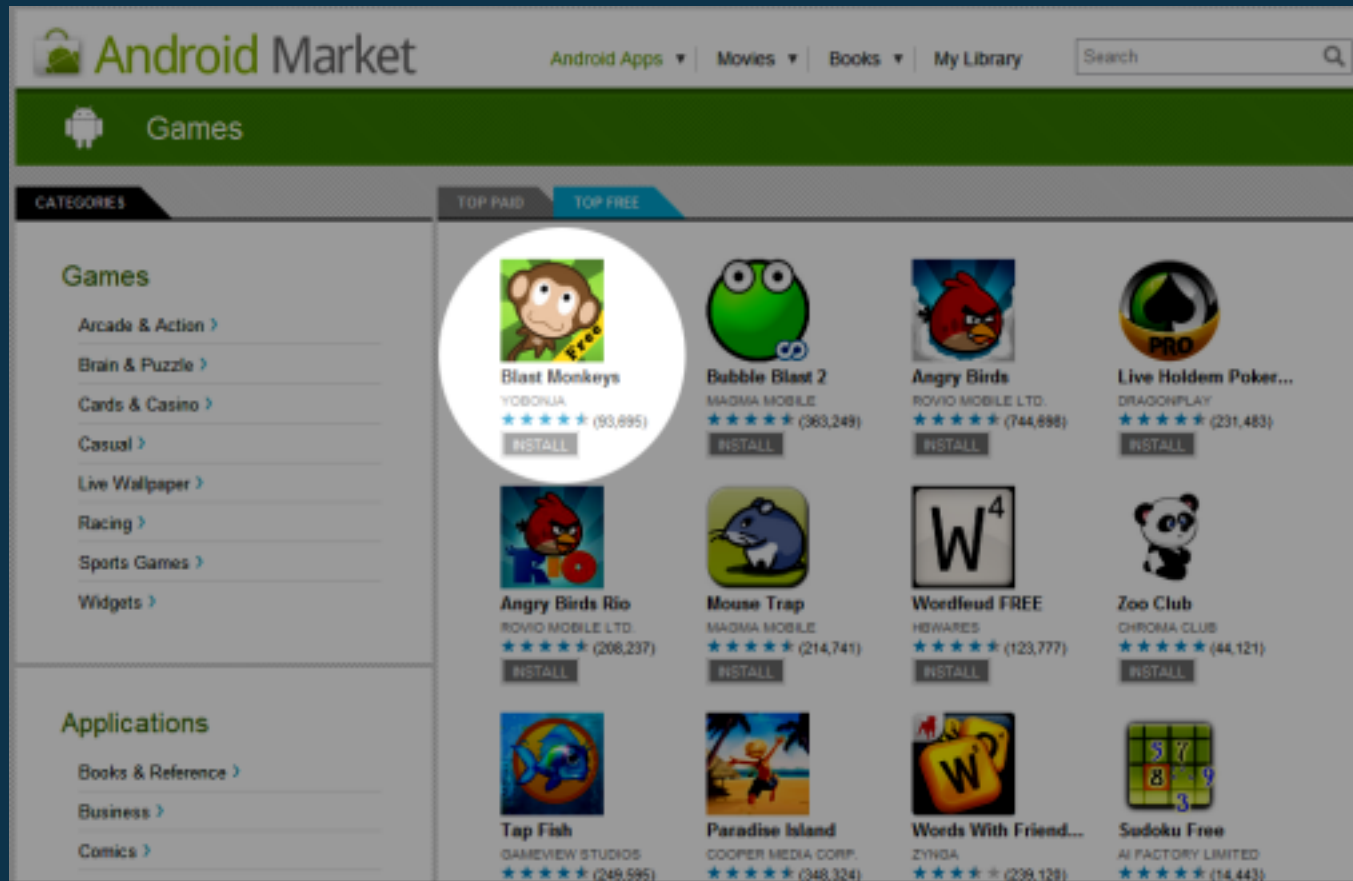 Android Market
Android Apps ▼ Movies ▼ Books ▼ My Library Search
Games
CATEGORIES
TOP PAID TOP FREE
Games
Arcade & Action >
Brain & Puzzle >
Cards & Casino >
Casual >
Live Wallpaper >
Racing >
Sports Games >
Widgets >
Applications
Books & Reference >
Business >
Comics >
Free
PRO
Blast Monkeys Bubble Blast 2 Angry Birds Live Holdem Poker...
YOBONJA MAGMA MOBILE ROVIO MOBILE LTD. DRAGONPLAY
(93,695) (363,249) (744,698) (231,483)
INSTALL INSTALL INSTALL INSTALL
RIO W4
Angry Birds Rio Mouse Trap Wordfeud FREE Zoo Club
ROVIO MOBILE LTD. MAGMA MOBILE HBWARES CHROMA CLUB
(208,237) (214,741) (123,777) (44,121)
INSTALL INSTALL INSTALL INSTALL
W 5 7 8 9 3
Tap Fish Paradise Island Words With Friend... Sudoku Free
GAMEVIEW STUDIOS COOPER MEDIA CORP. ZYNGA AI FACTORY LIMITED
(249,595) (348,324) (239,120) (14,443)